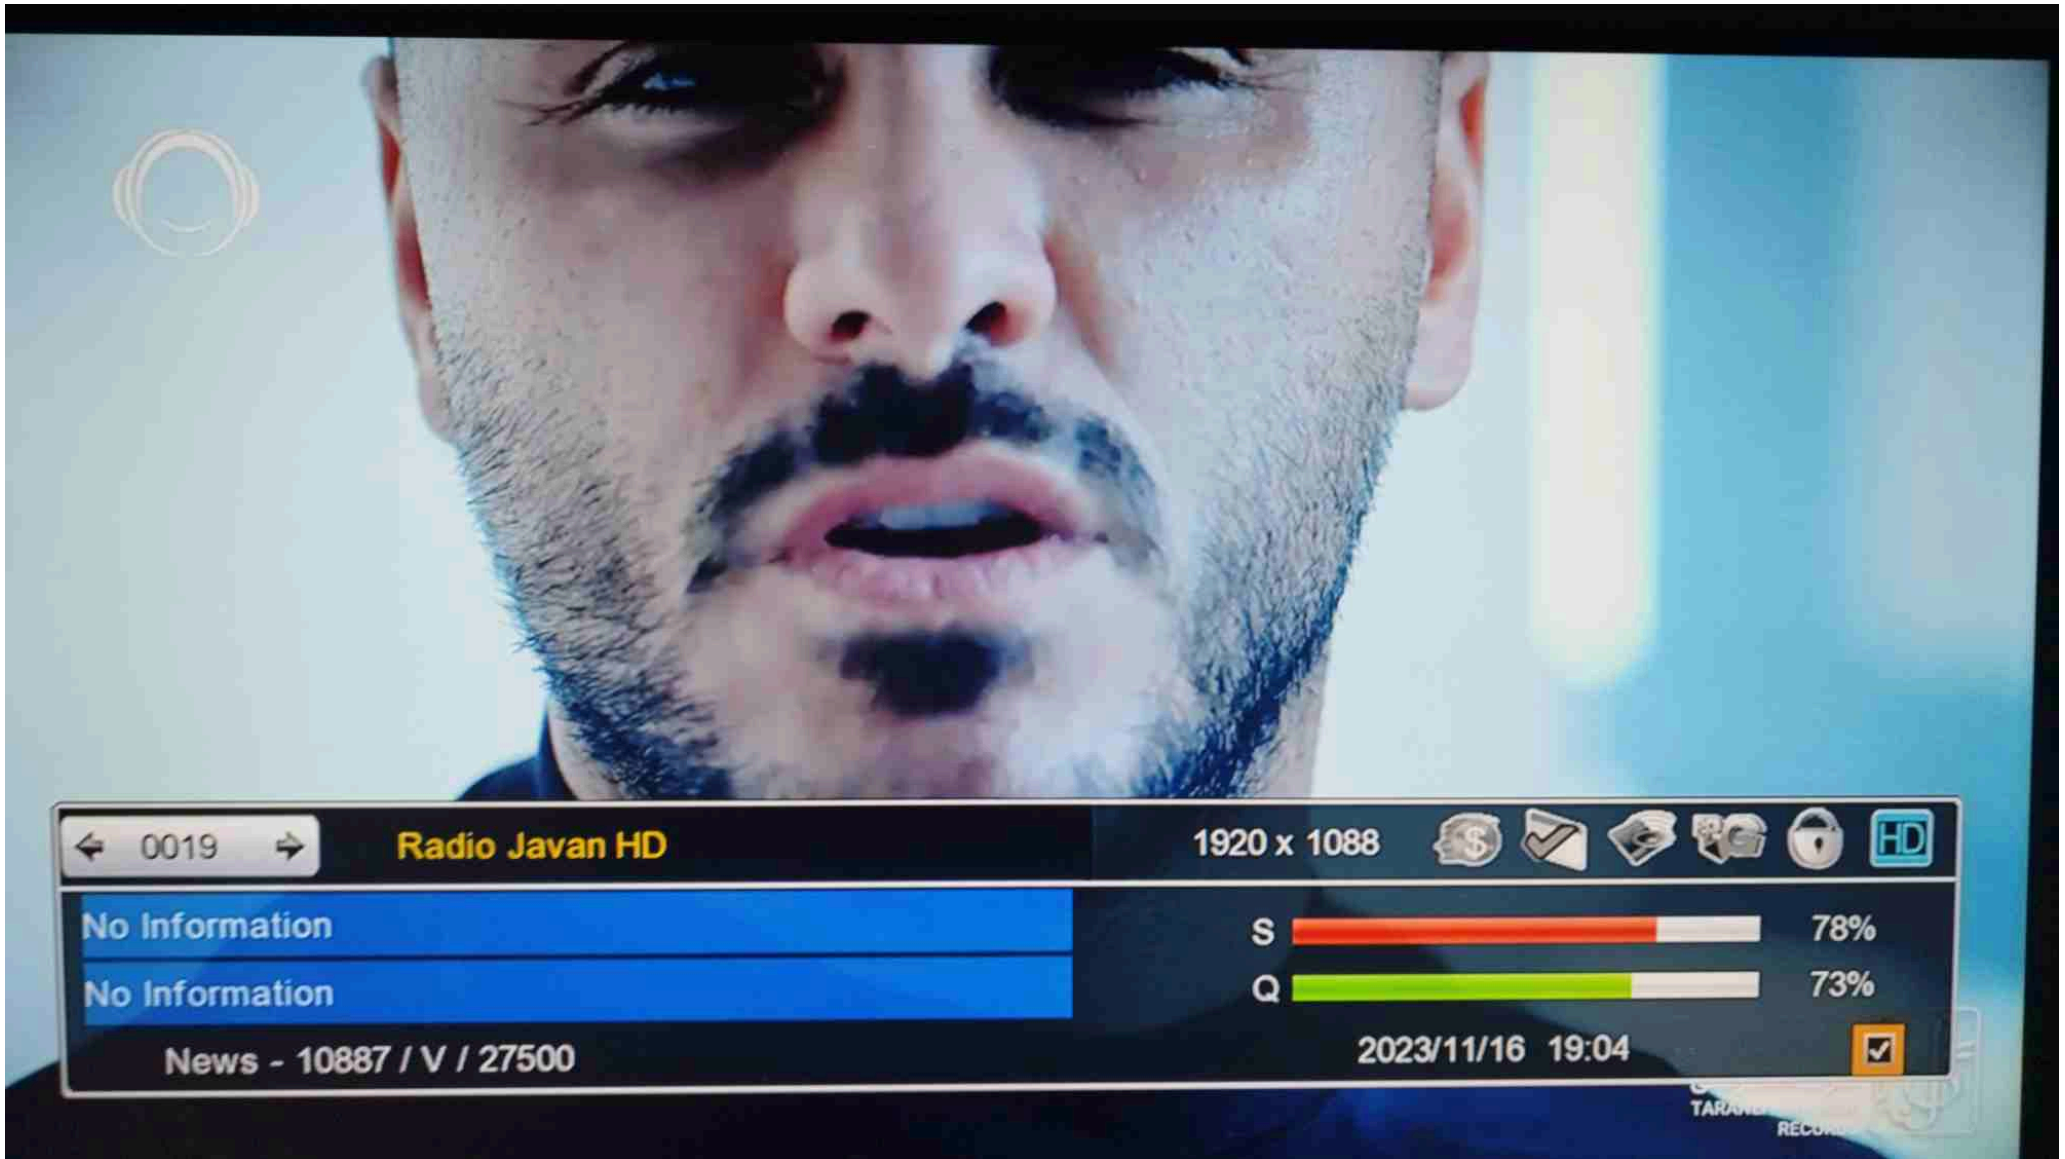 0019
Radio Javan HD
1920 x 1088
HD
No Information
S
78%
No Information
Q
73%
News - 10887 / V / 27500
2023/11/16 19:04